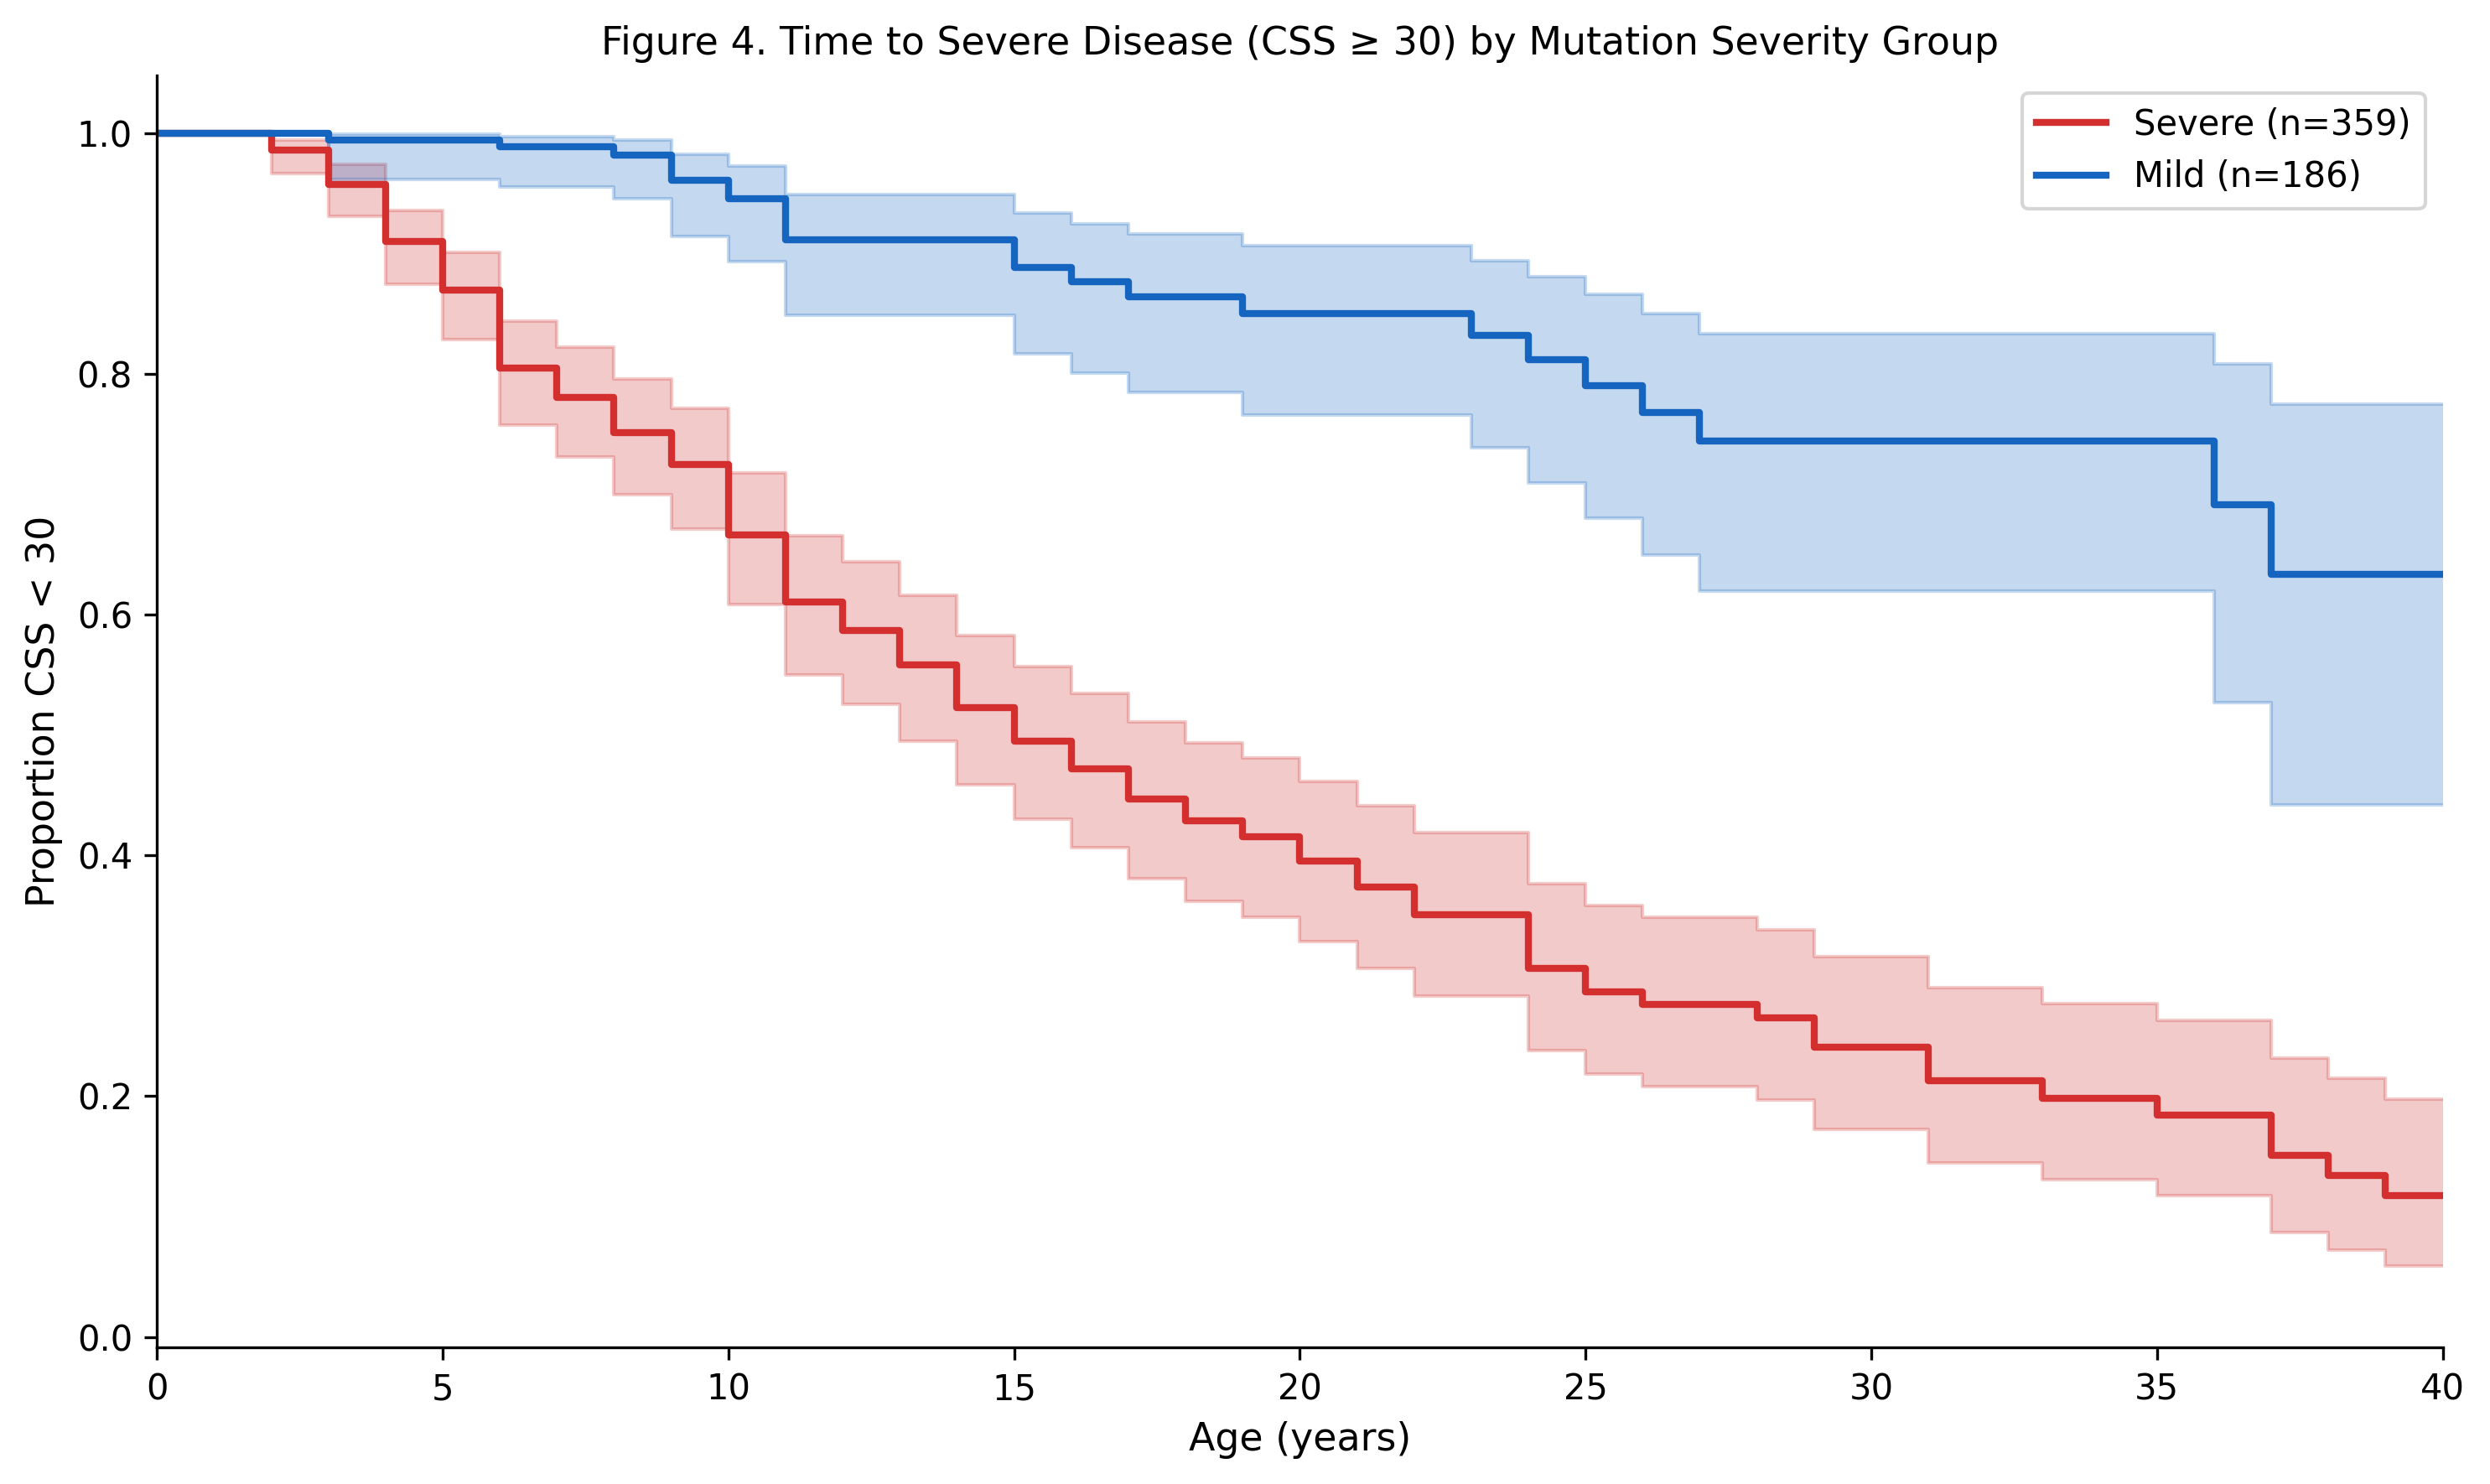 Figure 4. Time to Severe Disease (CSS ≥ 30) by Mutation Severity Group
Severe (n=359)
Mild (n=186)
Proportion CSS < 30
1.0
0.8
0.6
0.4
0.2
0.0
0 5 10 15 20 25 30 35 40
Age (years)